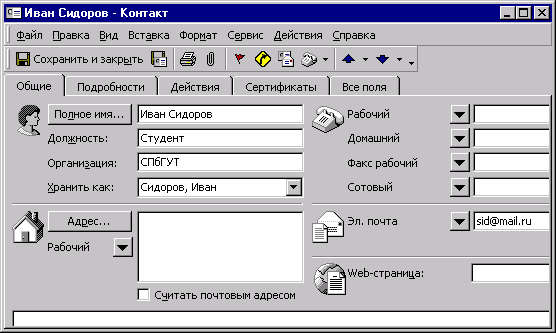 Иван Сидоров - Контакт
Файл Правка Вид Вставка Формат Сервис Действия Справка
Сохранить и закрыть
Общие Подробности Действия Сертификаты Все поля
Полное имя... Иван Сидоров Рабочий
Должность: Студент Домашний
Организация: СПбГУТ Факс рабочий
Хранить как: Сидоров, Иван Сотовый
Адрес... Эл. почта sid@mail.ru
Рабочий
Web-страница:
Считать почтовым адресом